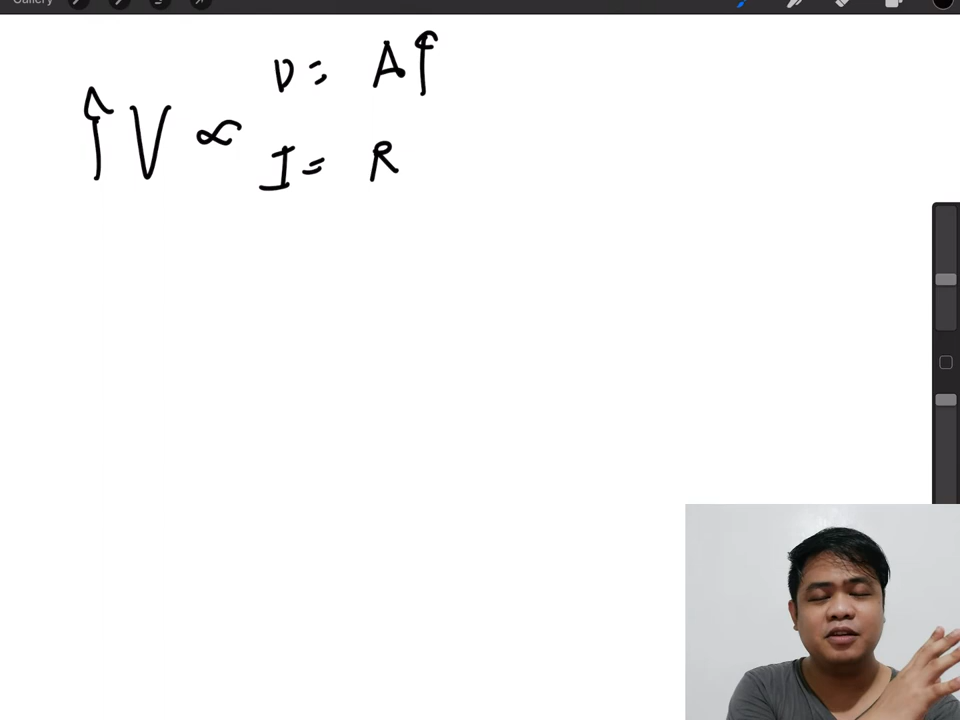 Gallery
D = A↑
↑V ∝
I = R